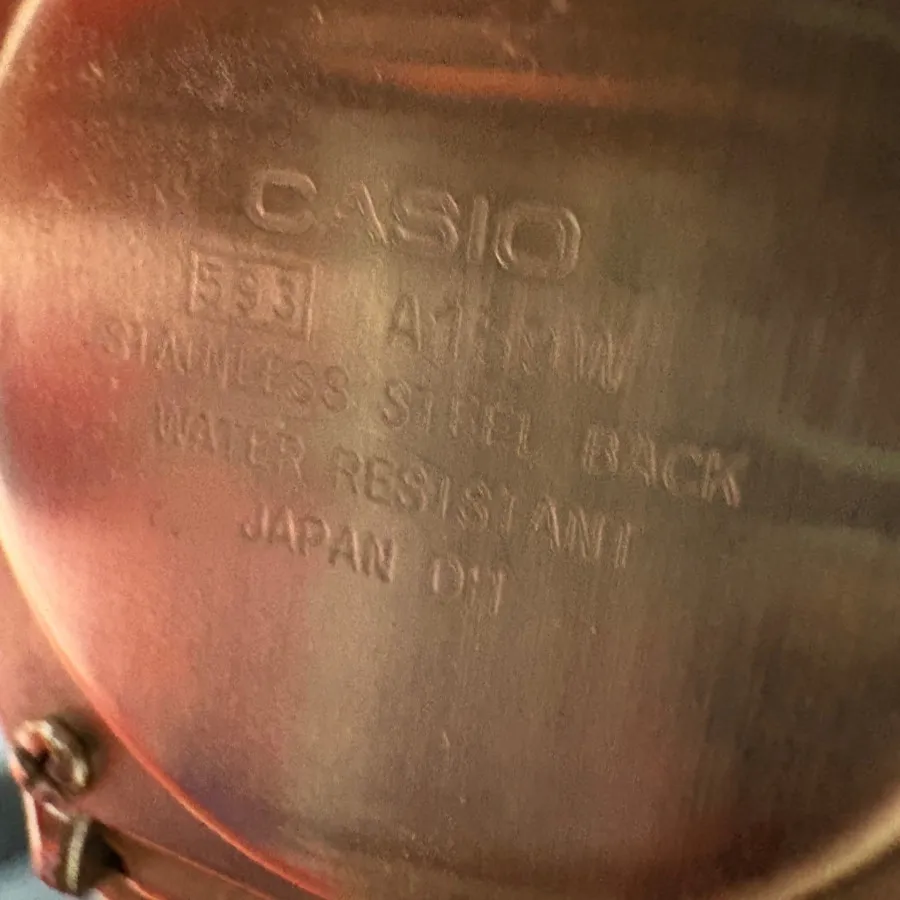 CASIO
593
STAINLESS STEEL BACK
WATER RESISTANT
JAPAN